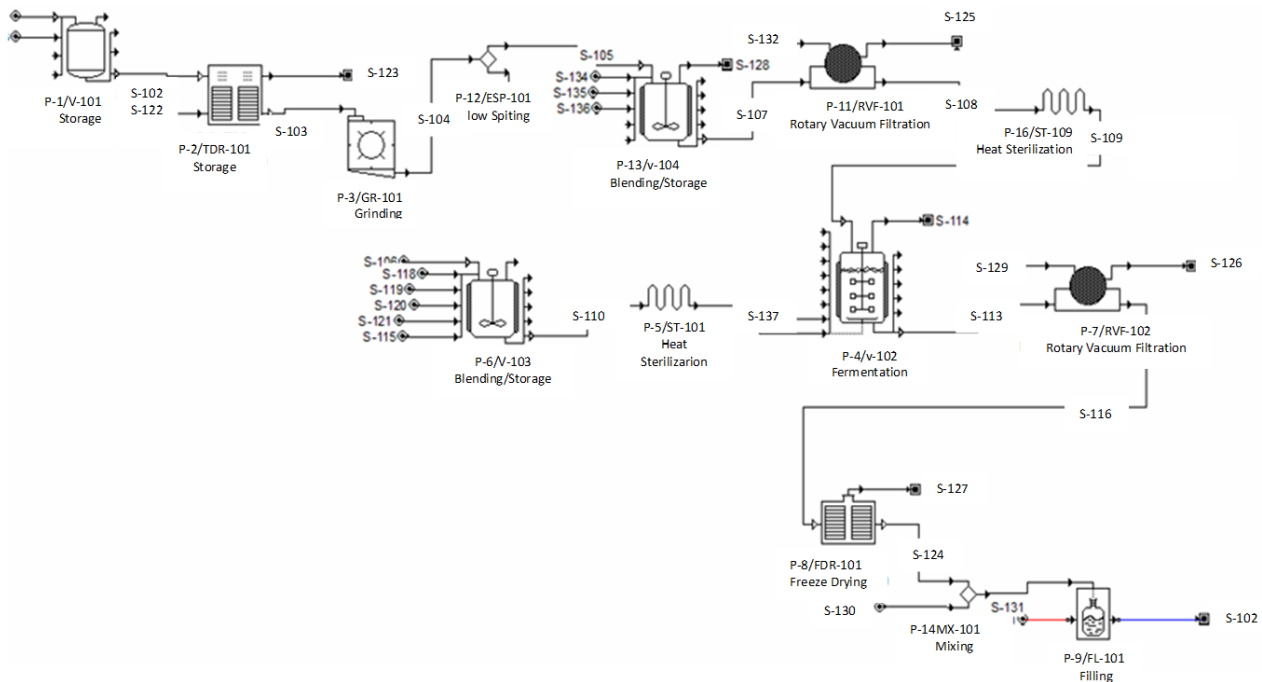 S-125
S-132
S-105
S-128
S-134
S-135
S-136
S-123
S-102
S-122
P-1/V-101
Storage
P-12/ESP-101
low Spiting
S-104
S-103
S-107
P-11/RVF-101
Rotary Vacuum Filtration
S-108
P-16/ST-109
Heat Sterilization
S-109
P-2/TDR-101
Storage
P-13/v-104
Blending/Storage
P-3/GR-101
Grinding
S-114
S-106
S-118
S-119
S-120
S-121
S-115
S-110
P-5/ST-101
Heat
Sterilizarion
S-137
S-129
S-126
S-113
P-7/RVF-102
Rotary Vacuum Filtration
P-6/V-103
Blending/Storage
P-4/v-102
Fermentation
S-116
S-127
S-124
P-8/FDR-101
Freeze Drying
S-130
S-131
S-102
P-14MX-101
Mixing
P-9/FL-101
Filling